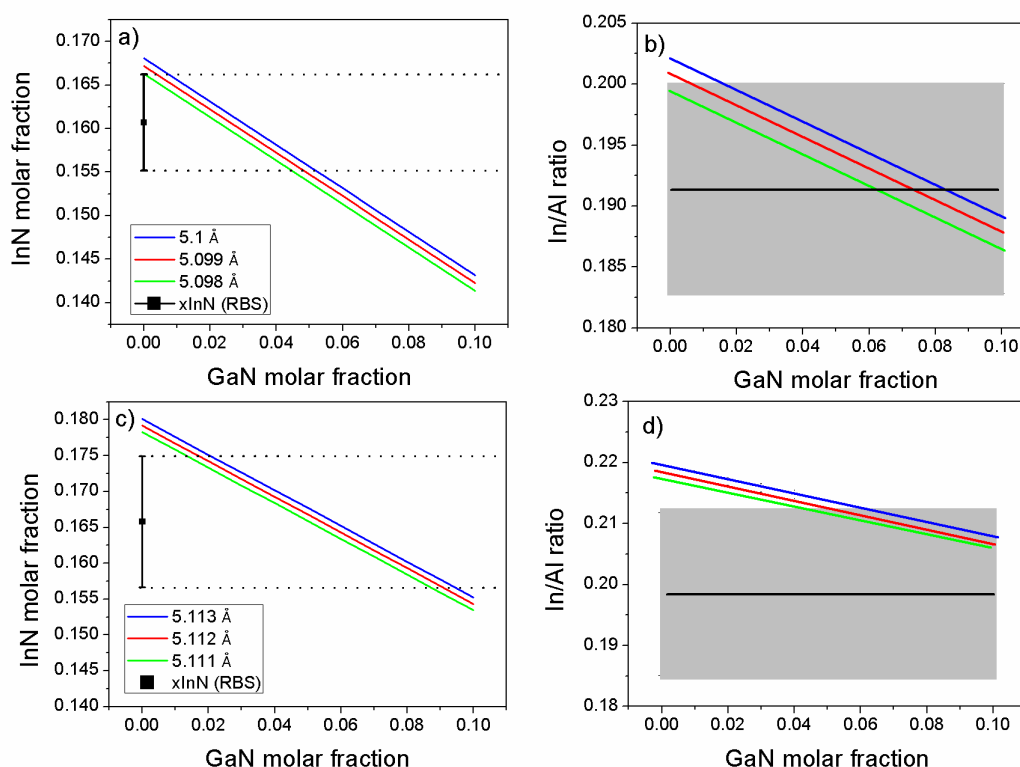 a)
InN molar fraction
0.170
0.165
0.160
0.155
0.150
0.145
0.140
5.1 Å
5.099 Å
5.098 Å
xInN (RBS)
0.00 0.02 0.04 0.06 0.08 0.10
GaN molar fraction
b)
In/Al ratio
0.205
0.200
0.195
0.190
0.185
0.180
0.00 0.02 0.04 0.06 0.08 0.10
GaN molar fraction
c)
InN molar fraction
0.180
0.175
0.170
0.165
0.160
0.155
0.150
0.145
0.140
5.113 Å
5.112 Å
5.111 Å
xInN (RBS)
0.00 0.02 0.04 0.06 0.08 0.10
GaN molar fraction
d)
In/Al ratio
0.23
0.22
0.21
0.20
0.19
0.18
0.00 0.02 0.04 0.06 0.08 0.10
GaN molar fraction